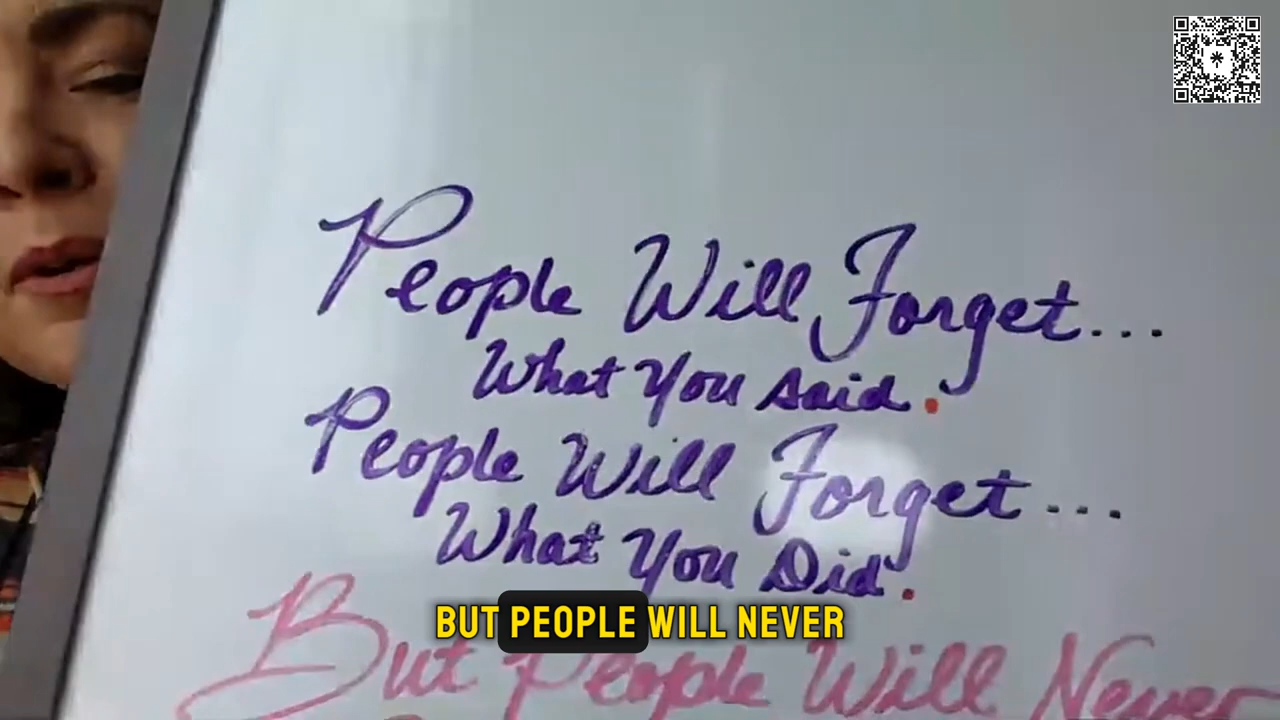 People Will Forget...
What You Said.
People Will Forget...
What You Did.
BUT PEOPLE WILL NEVER
But People Will Never